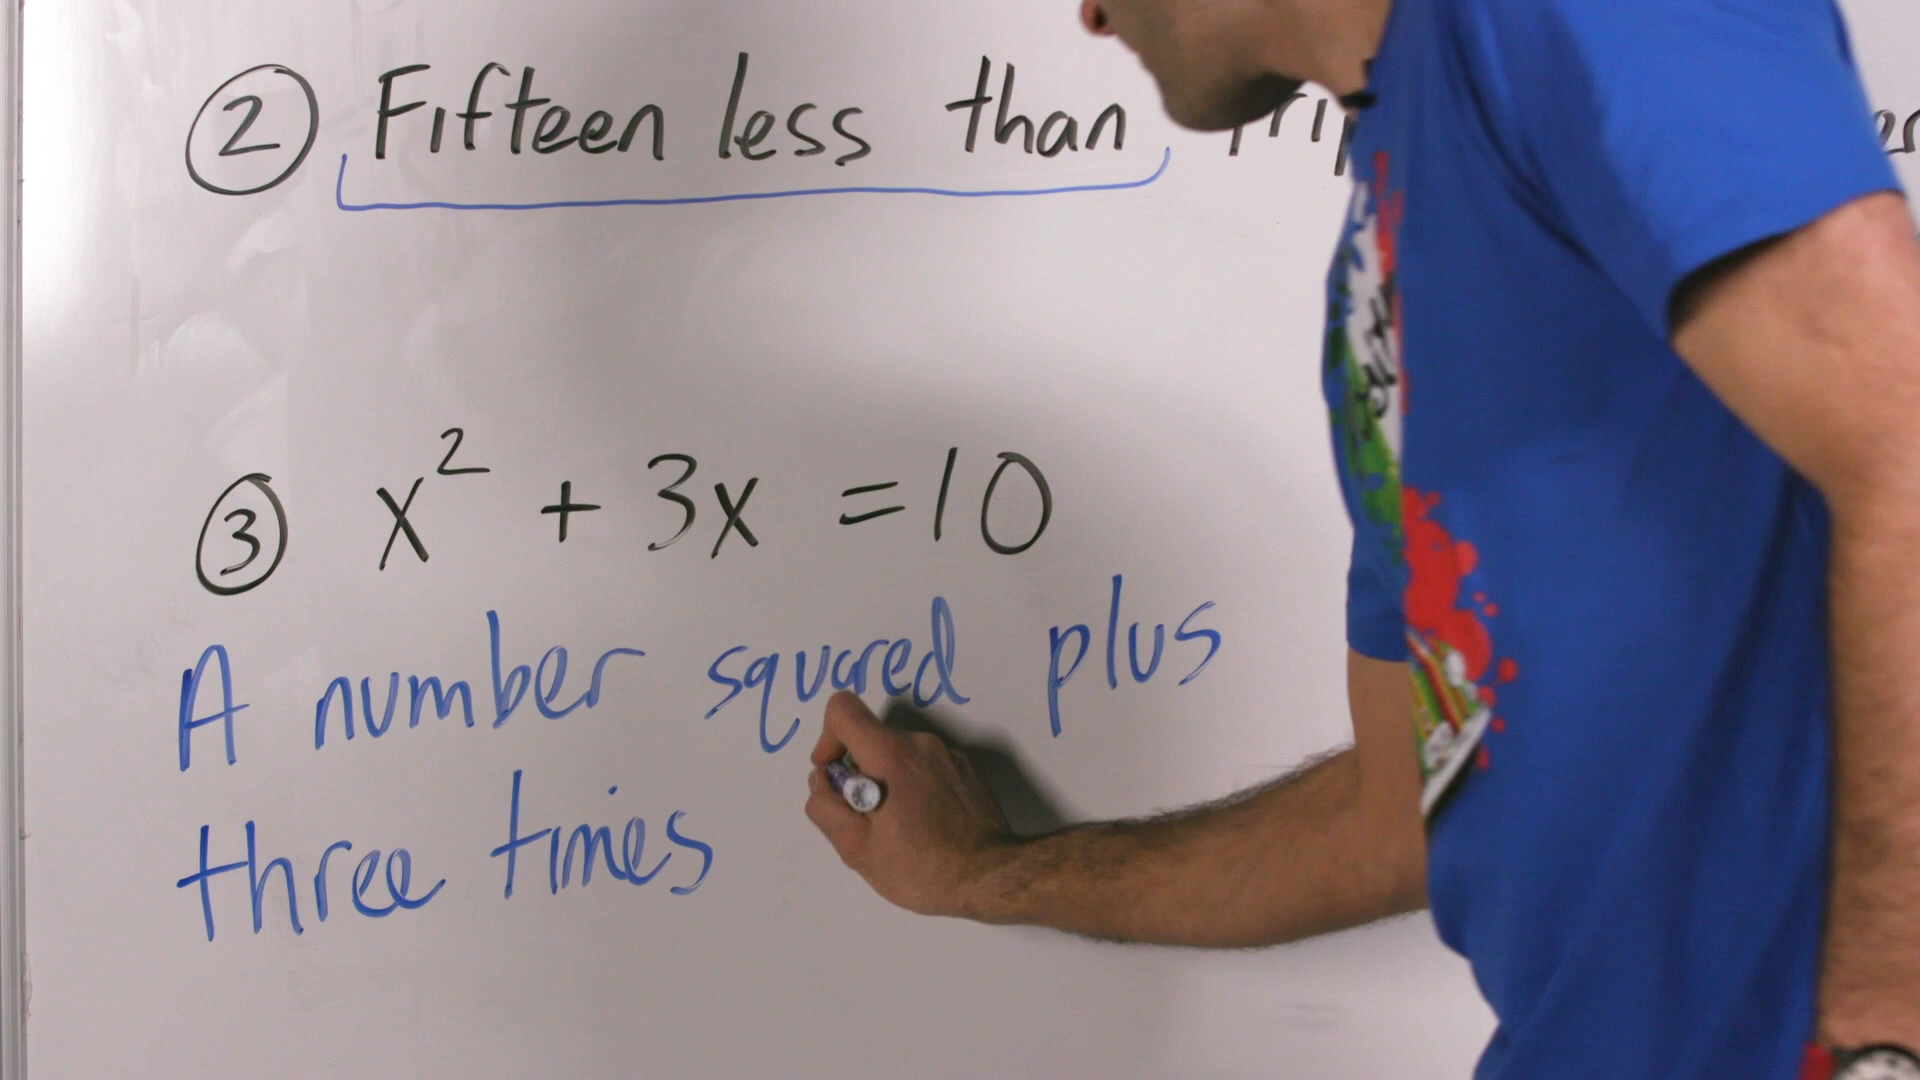 ② Fifteen less than
③ x² + 3x = 10
A number squared plus
three times